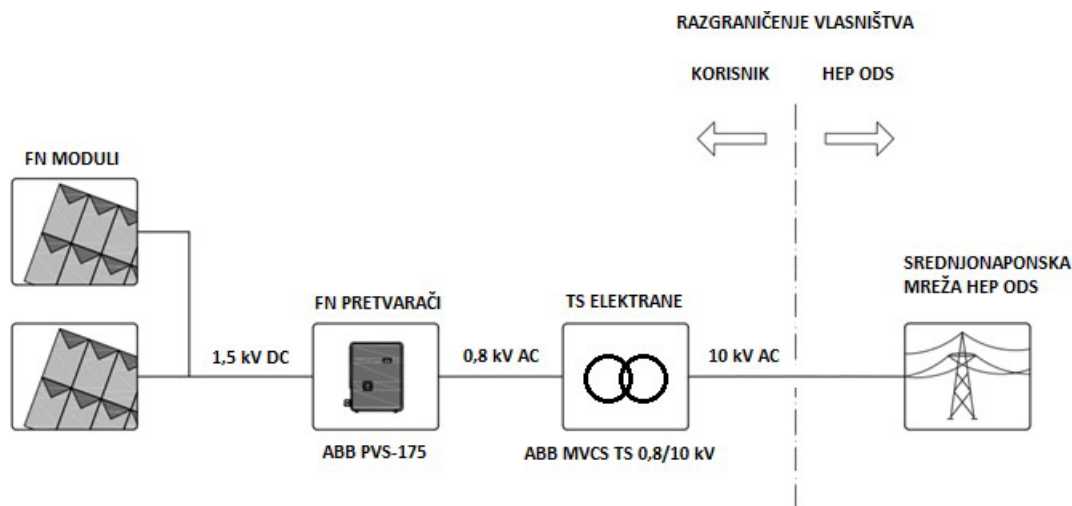 RAZGRANIČENJE VLASNIŠTVA
KORISNIK
HEP ODS
FN MODULI
SREDNJONAPONSKA
MREŽA HEP ODS
FN PRETVARAČI
TS ELEKTRANE
1,5 kV DC
0,8 kV AC
10 kV AC
ABB PVS-175
ABB MVCS TS 0,8/10 kV